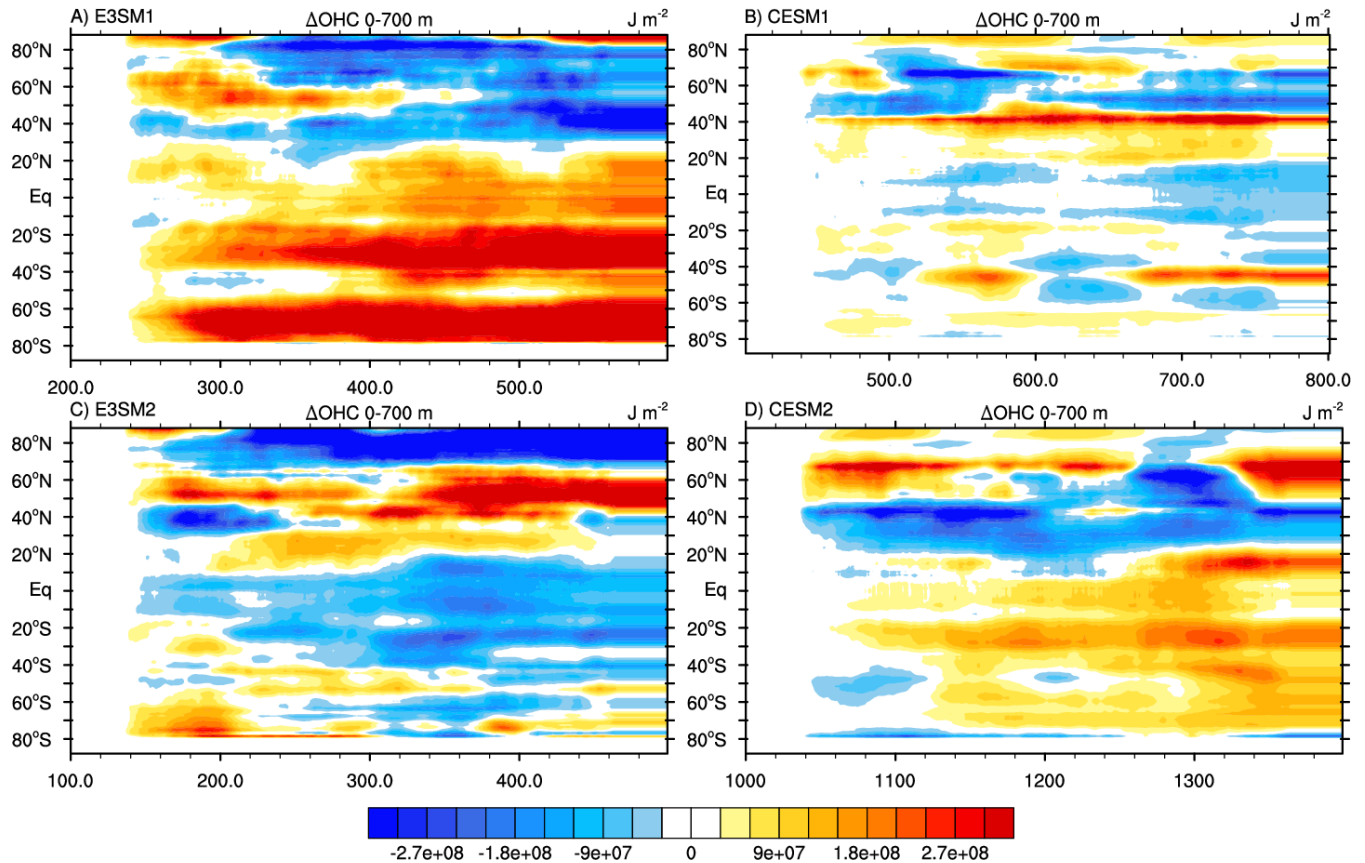 A) E3SM1 ΔOHC 0-700 m J m-2
80°N
60°N
40°N
20°N
Eq
20°S
40°S
60°S
80°S
200.0 300.0 400.0 500.0
B) CESM1 ΔOHC 0-700 m J m-2
80°N
60°N
40°N
20°N
Eq
20°S
40°S
60°S
80°S
500.0 600.0 700.0 800.0
C) E3SM2 ΔOHC 0-700 m J m-2
80°N
60°N
40°N
20°N
Eq
20°S
40°S
60°S
80°S
100.0 200.0 300.0 400.0
D) CESM2 ΔOHC 0-700 m J m-2
80°N
60°N
40°N
20°N
Eq
20°S
40°S
60°S
80°S
1000 1100 1200 1300
-2.7e+08 -1.8e+08 -9e+07 0 9e+07 1.8e+08 2.7e+08